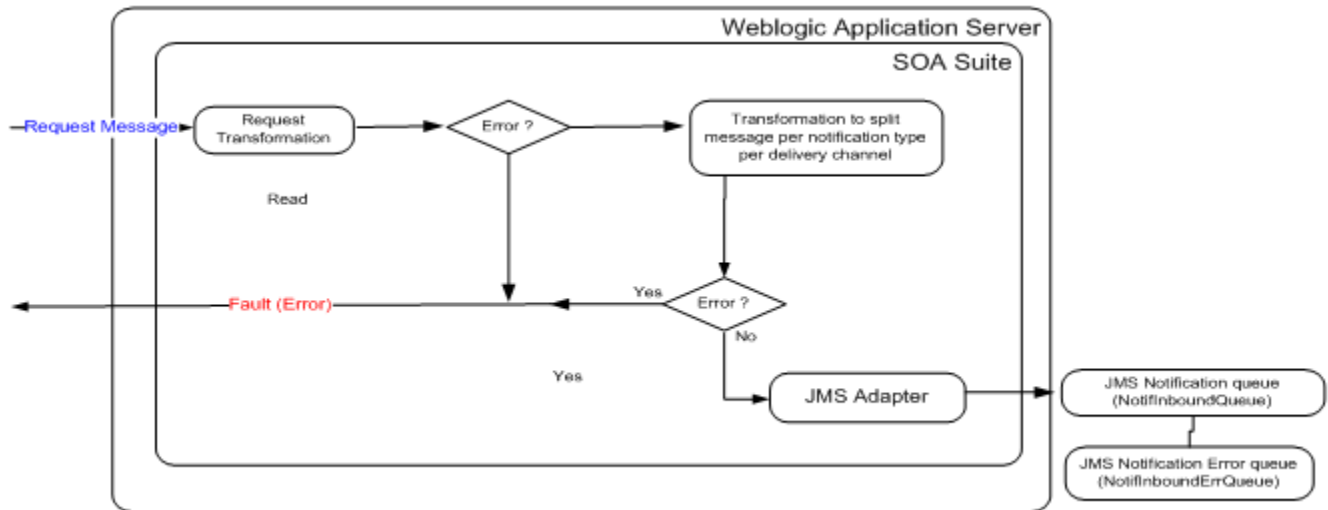 Weblogic Application Server
SOA Suite
Request Message
Request
Transformation
Error ?
Transformation to split
message per notification type
per delivery channel
Read
Fault (Error)
Yes
Error ?
No
Yes
JMS Adapter
JMS Notification queue
(NotifInboundQueue)
JMS Notification Error queue
(NotifInboundErrQueue)